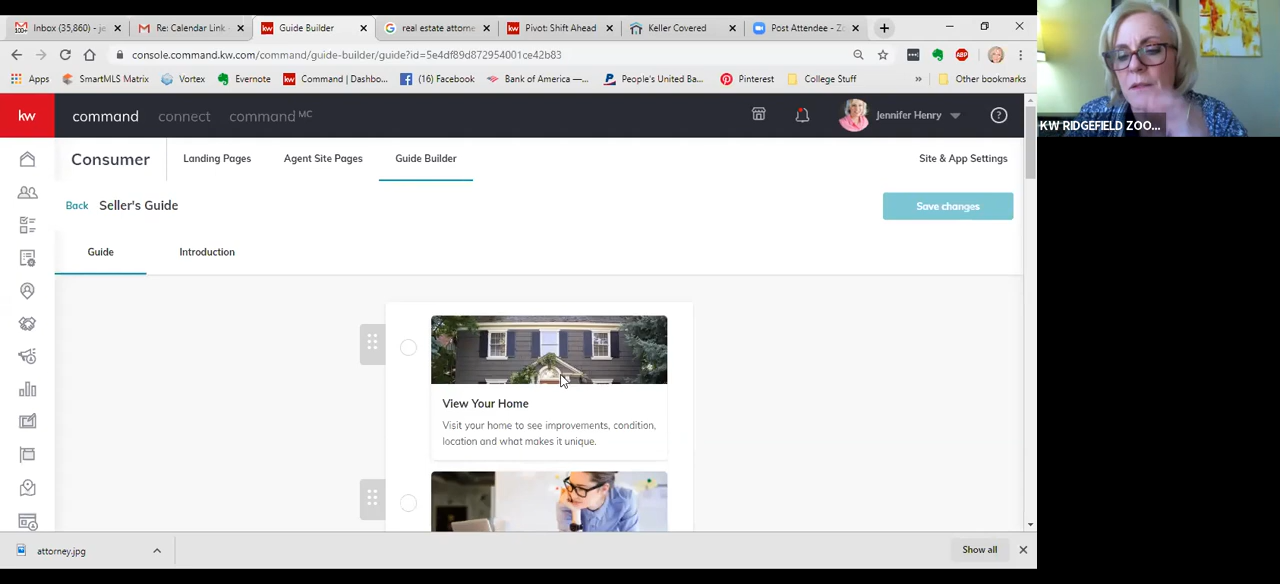 Inbox (35,860) - je
Re: Calendar Link -
Guide Builder
real estate attorne
Pivot: Shift Ahead
Keller Covered
Post Attendee - Zo
console.command.kw.com/command/guide-builder/guide?id=5e4df89d872954001ce42b83
ABP
Apps
SmartMLS Matrix
Vortex
Evernote
kw
Command | Dashbo...
(16) Facebook
Bank of America —...
People's United Ba...
Pinterest
College Stuff
»
Other bookmarks
kw
command
connect
command MC
Jennifer Henry
KW RIDGEFIELD ZOO...
Consumer
Landing Pages
Agent Site Pages
Guide Builder
Site & App Settings
Back
Seller's Guide
Save changes
Guide
Introduction
View Your Home
Visit your home to see improvements, condition,
location and what makes it unique.
attorney.jpg
Show all